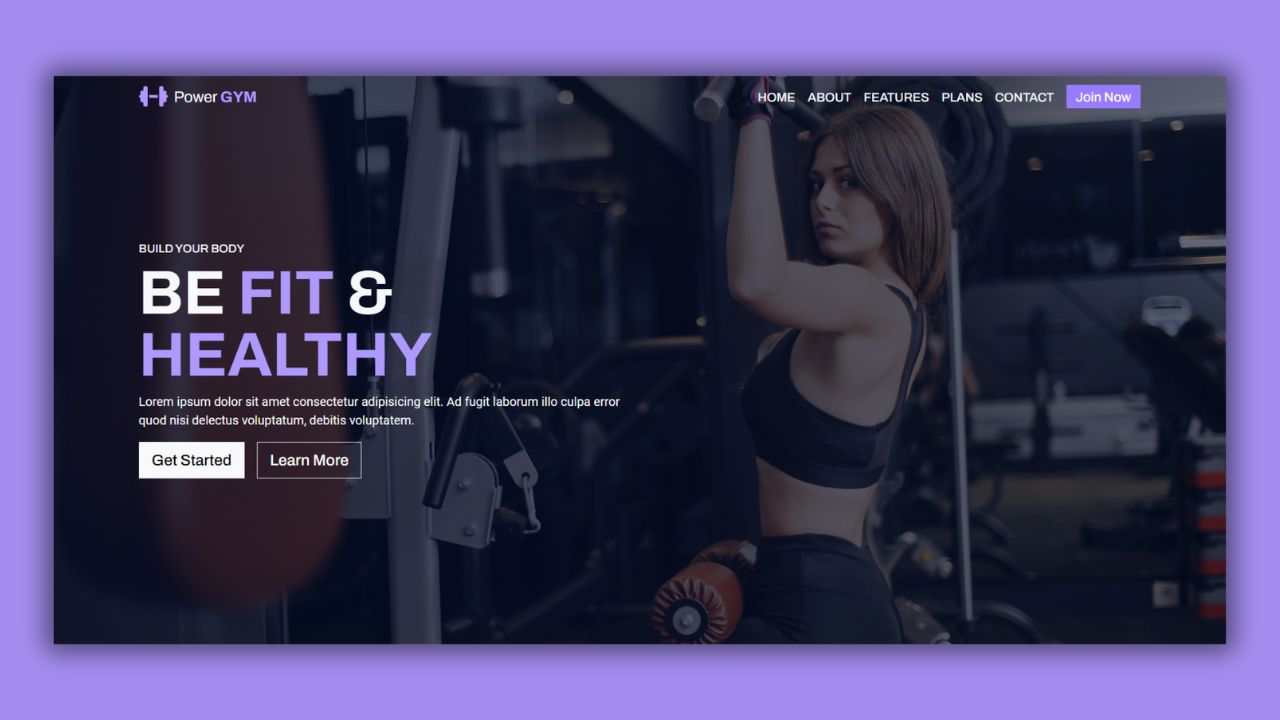 Power GYM
HOME ABOUT FEATURES PLANS CONTACT Join Now
BUILD YOUR BODY
BE FIT &
HEALTHY
Lorem ipsum dolor sit amet consectetur adipisicing elit. Ad fugit laborum illo culpa error
quod nisi delectus voluptatum, debitis voluptatem.
Get Started Learn More